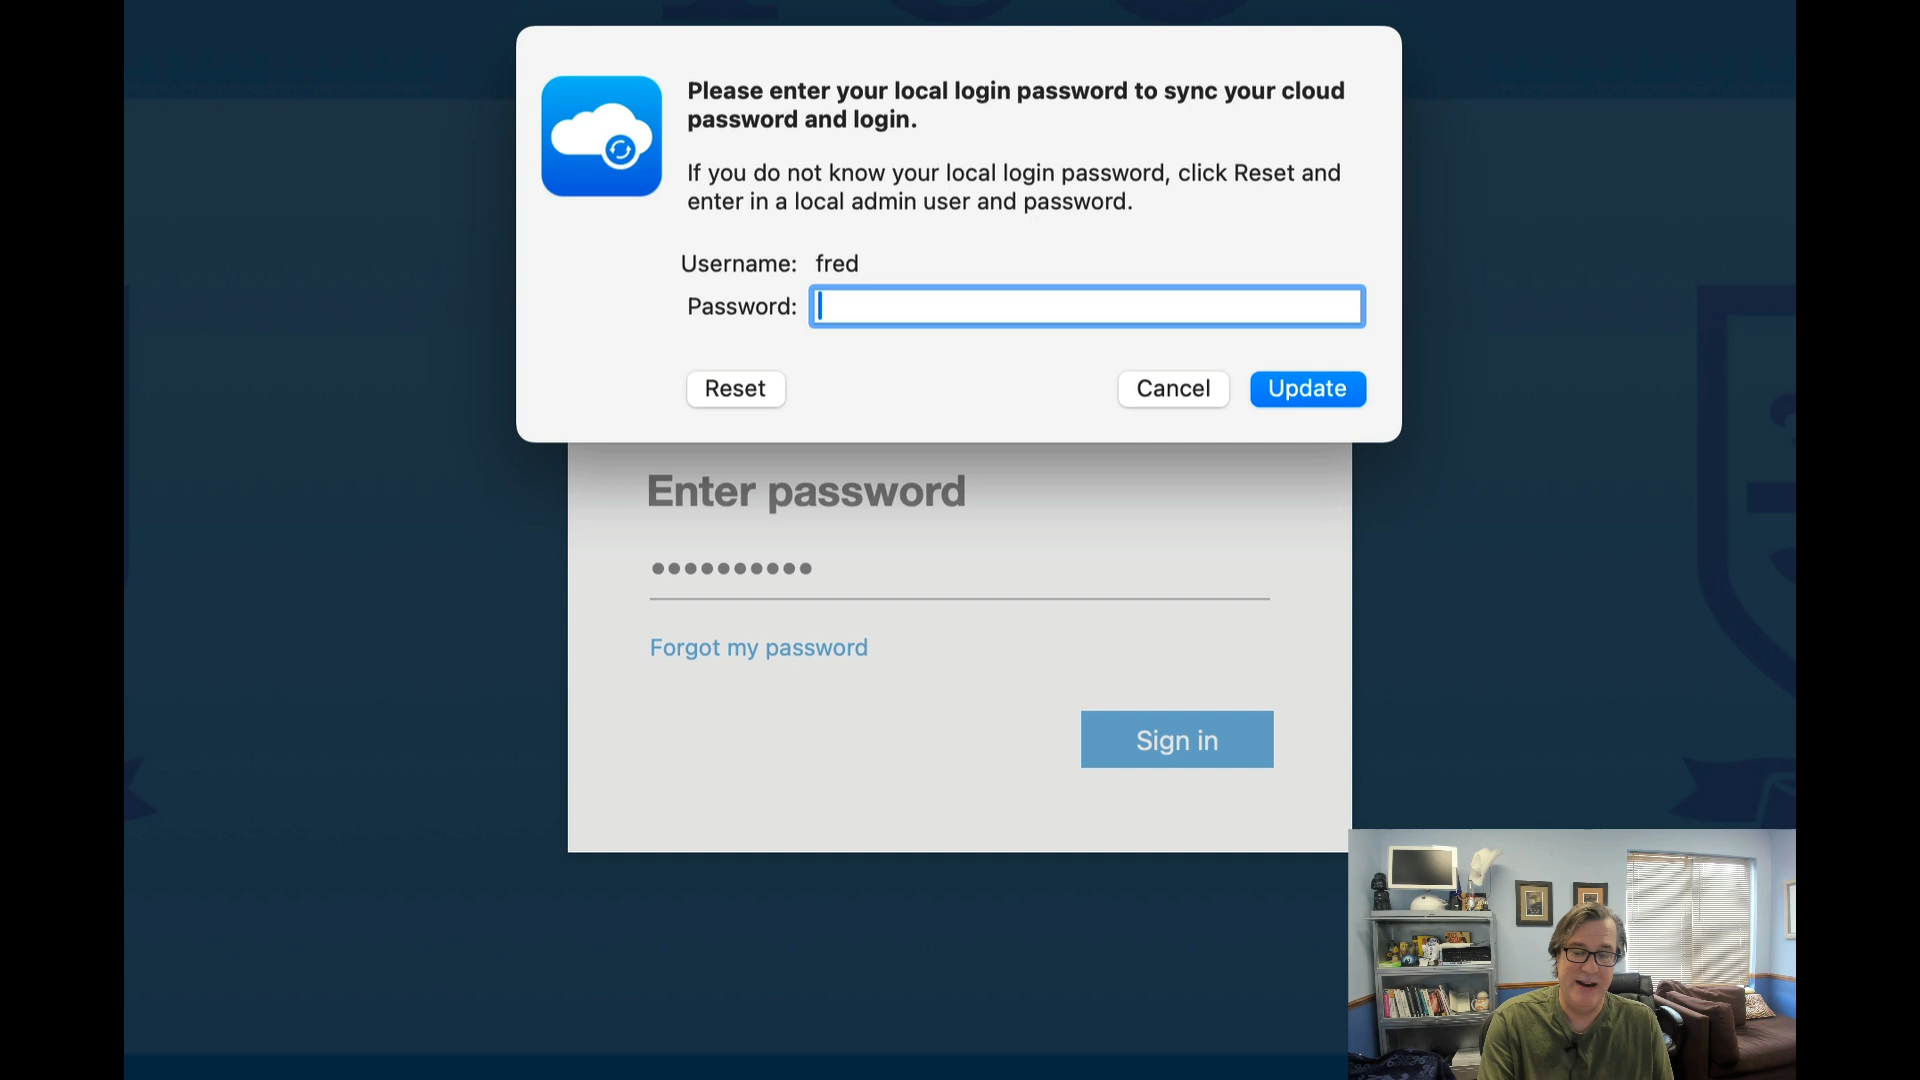 Please enter your local login password to sync your cloud
password and login.
If you do not know your local login password, click Reset and
enter in a local admin user and password.
Username: fred
Password:
Reset
Cancel
Update
Enter password
Forgot my password
Sign in